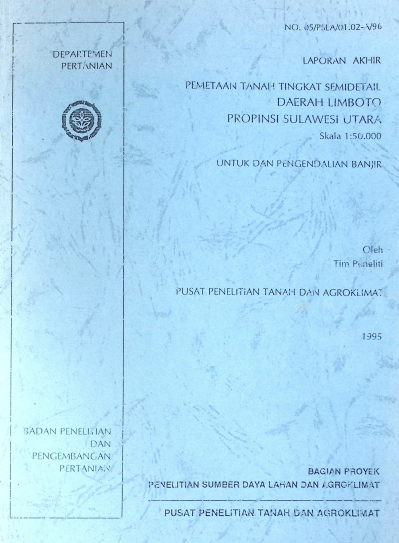 NO. 05/PSLA/01.02-A/96
DEPARTEMEN
PERTANIAN
LAPORAN AKHIR
PEMETAAN TANAH TINGKAT SEMIDETAIL
DAERAH LIMBOTO
PROPINSI SULAWESI UTARA
Skala 1:50.000
UNTUK DAN PENGENDALIAN BANJIR
Oleh
Tim Peneliti
PUSAT PENELITIAN TANAH DAN AGROKLIMAT
1995
BADAN PENELITIAN
DAN
PENGEMBANGAN
PERTANIAN
BAGIAN PROYEK
PENELITIAN SUMBER DAYA LAHAN DAN AGROKLIMAT
PUSAT PENELITIAN TANAH DAN AGROKLIMAT